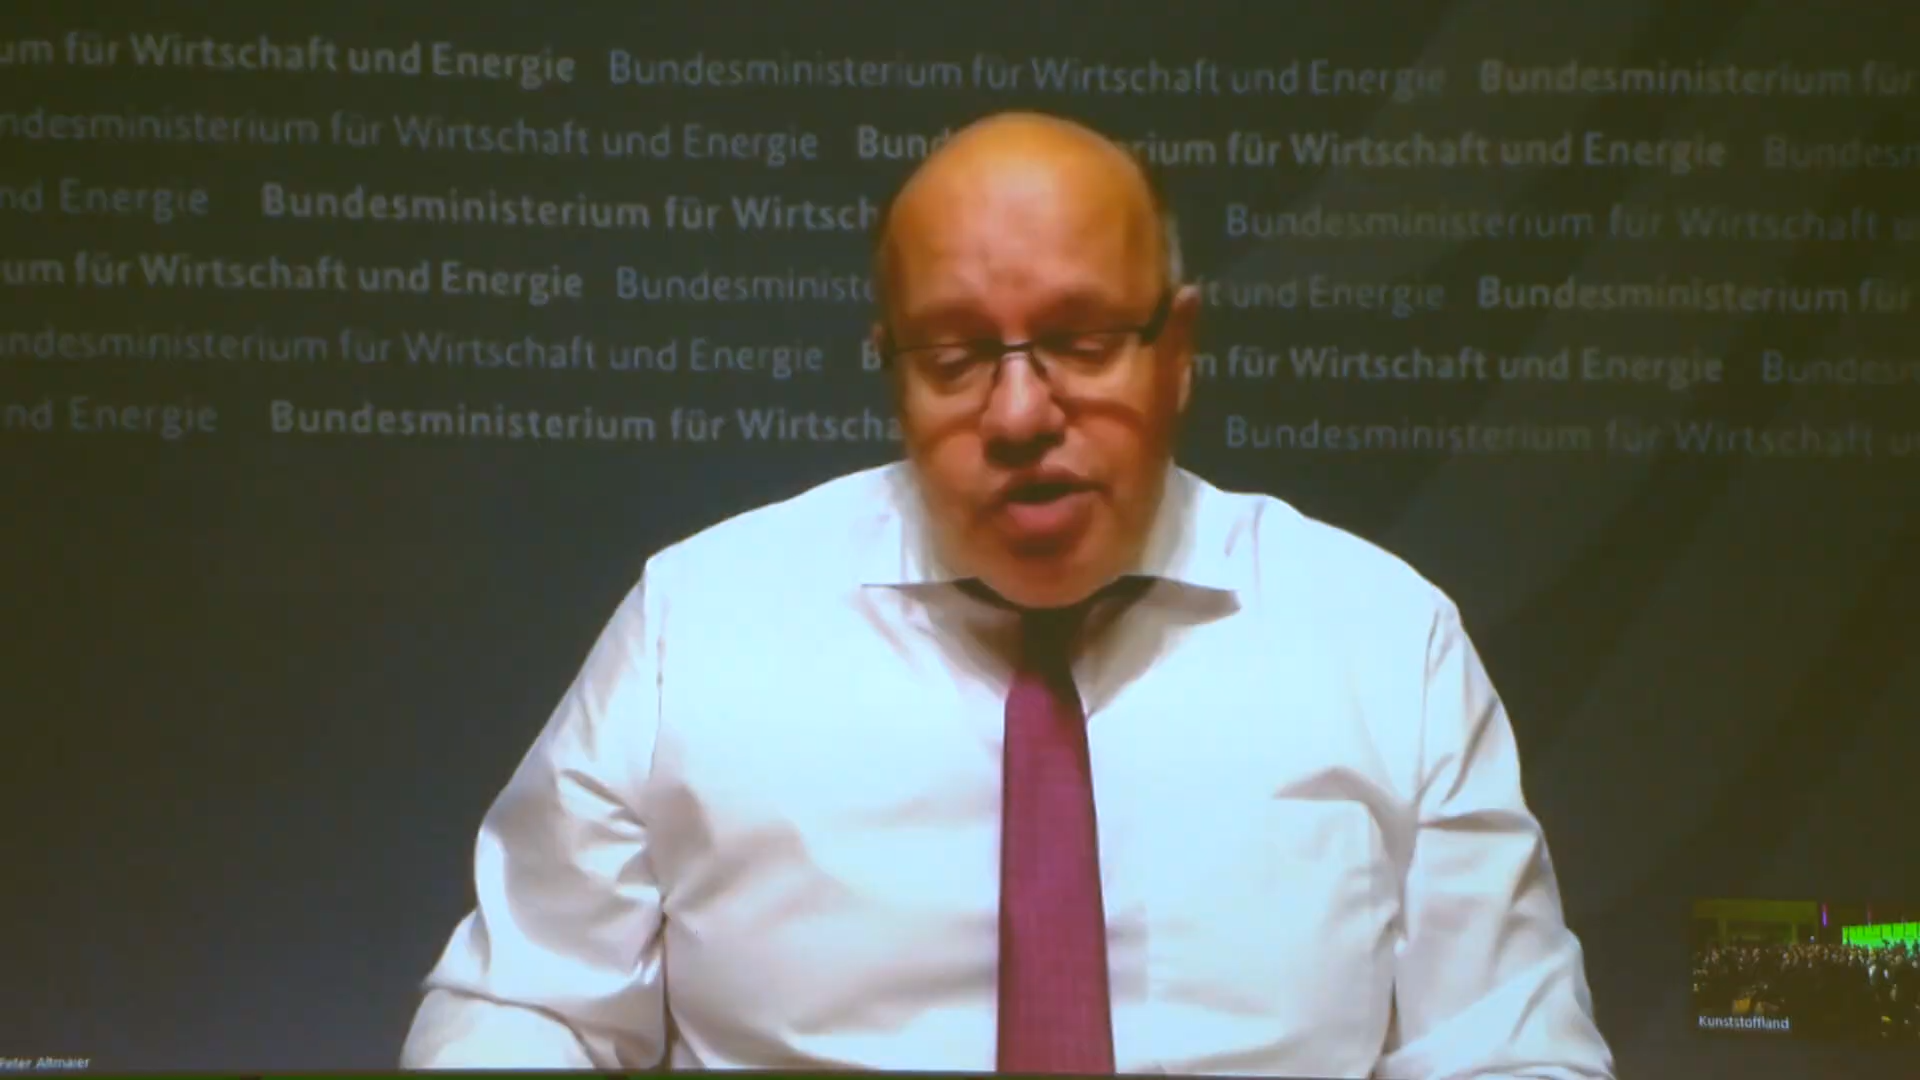 um für Wirtschaft und Energie Bundesministerium für Wirtschaft und Energie Bundesministerium für
ndesministerium für Wirtschaft und Energie Bund rium für Wirtschaft und Energie Bundesm
nd Energie Bundesministerium für Wirtsch Bundesministerium für Wirtschaft u
um für Wirtschaft und Energie Bundesministe t und Energie Bundesministerium für
ndesministerium für Wirtschaft und Energie B m für Wirtschaft und Energie Bundesm
nd Energie Bundesministerium für Wirtscha Bundesministerium für Wirtschaft u
Kunststoffland
Peter Altmaier